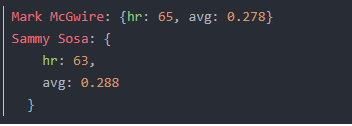 Mark McGwire: {hr: 65, avg: 0.278}
Sammy Sosa: {
    hr: 63,
    avg: 0.288
  }